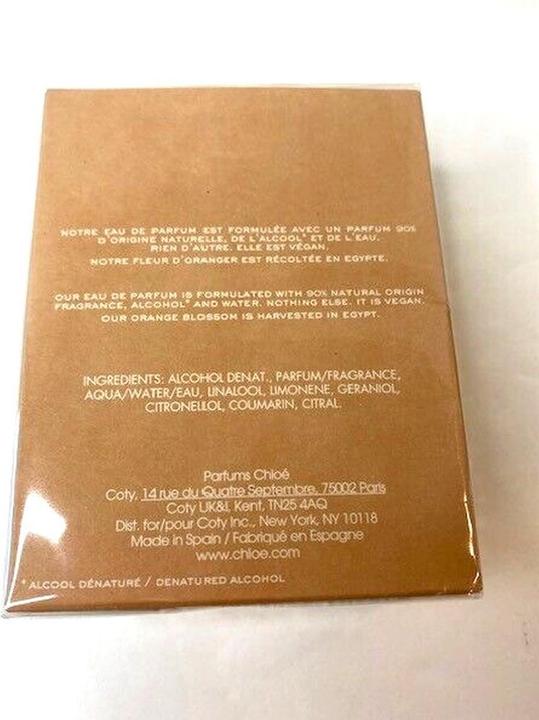 NOTRE EAU DE PARFUM EST FORMULÉE AVEC UN PARFUM 90%
D'ORIGINE NATURELLE, DE L'ALCOOL* ET DE L'EAU.
RIEN D'AUTRE. ELLE EST VÉGAN.
NOTRE FLEUR D'ORANGER EST RÉCOLTÉE EN EGYPTE.
OUR EAU DE PARFUM IS FORMULATED WITH 90% NATURAL ORIGIN
FRAGRANCE, ALCOHOL* AND WATER. NOTHING ELSE. IT IS VEGAN.
OUR ORANGE BLOSSOM IS HARVESTED IN EGYPT.
INGREDIENTS: ALCOHOL DENAT., PARFUM/FRAGRANCE,
AQUA/WATER/EAU, LINALOOL, LIMONENE, GERANIOL,
CITRONELLOL, COUMARIN, CITRAL.
Parfums Chloé
Coty, 14 rue du Quatre Septembre, 75002 Paris
Coty UK&I, Kent, TN25 4AQ
Dist. for/pour Coty Inc., New York, NY 10118
Made in Spain / Fabriqué en Espagne
www.chloe.com
* ALCOOL DÉNATURÉ / DENATURED ALCOHOL